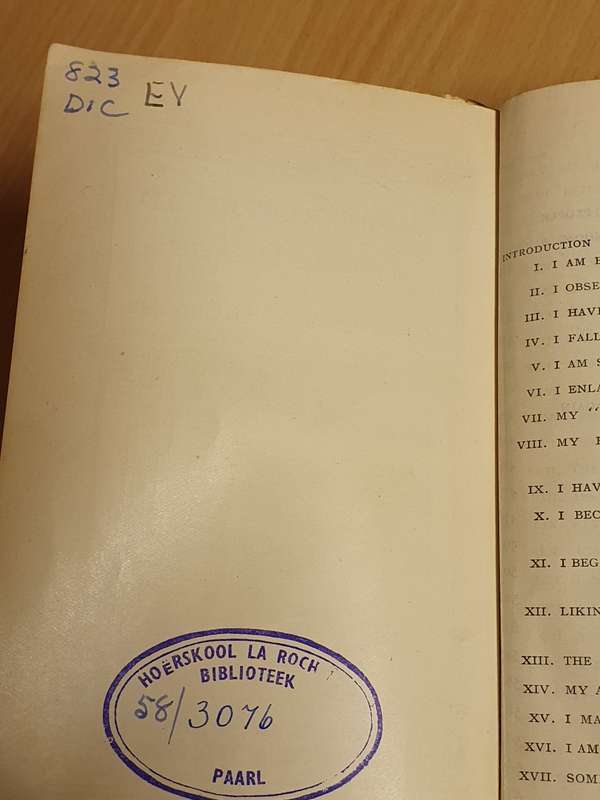 823
DIC EY
HOËRSKOOL LA ROCH
BIBLIOTEEK
58/3076
PAARL
INTRODUCTION
I. I AM
II. I OBSE
III. I HAVI
IV. I FALL
V. I AM
VI. I ENLA
VII. MY “
VIII. MY
IX. I HAV
X. I BEC
XI. I BEG
XII. LIKIN
XIII. THE
XIV. MY
XV. I MA
XVI. I AM
XVII. SOM